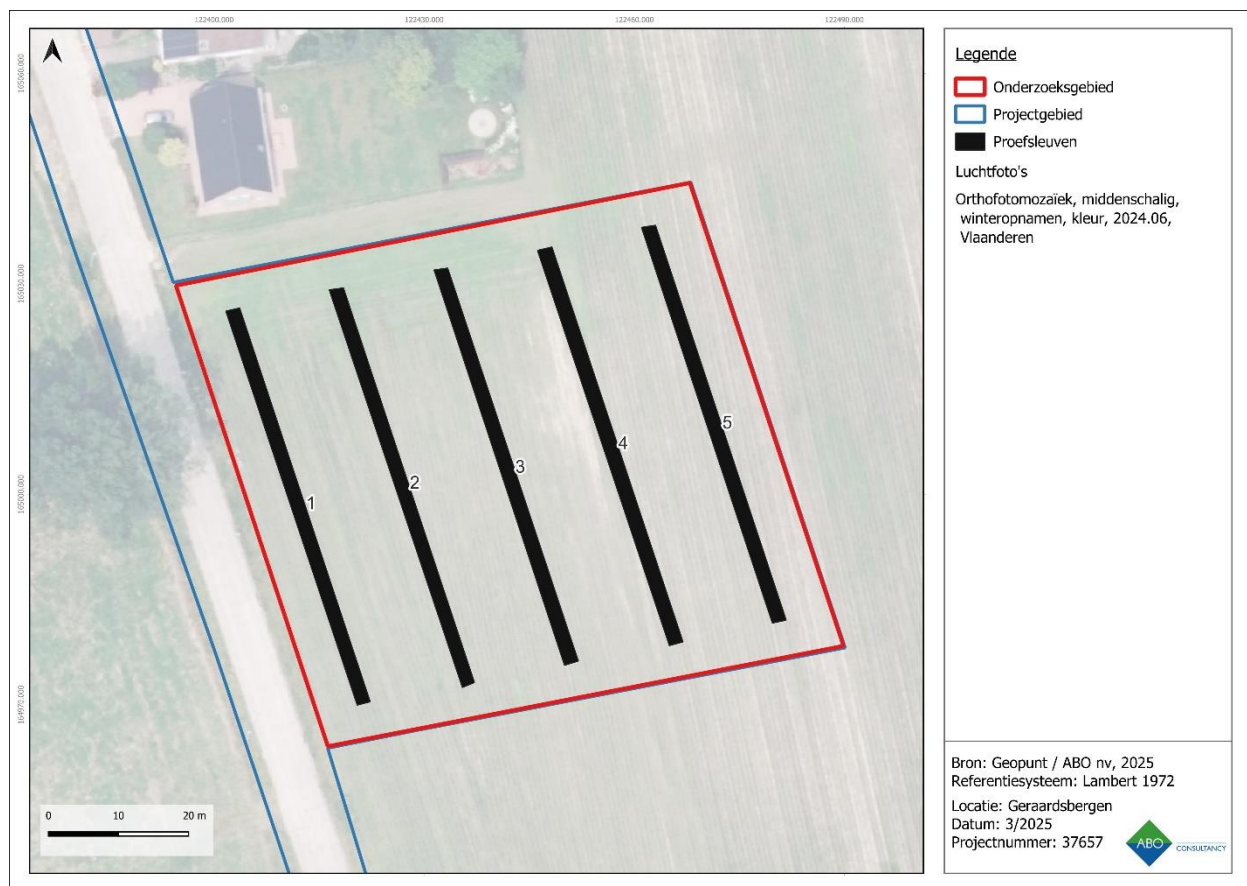 122400.000
122430.000
122460.000
122490.000
165060.000
165030.000
165000.000
164970.000
1
2
3
4
5
0 10 20 m
Legende
Onderzoeksgebied
Projectgebied
Proefsleuven
Luchtfoto's
Orthofotomozaïek, middenschalig,
winteropnamen, kleur, 2024.06,
Vlaanderen
Bron: Geopunt / ABO nv, 2025
Referentiesysteem: Lambert 1972
Locatie: Geraardsbergen
Datum: 3/2025
Projectnummer: 37657
ABO
CONSULTANCY